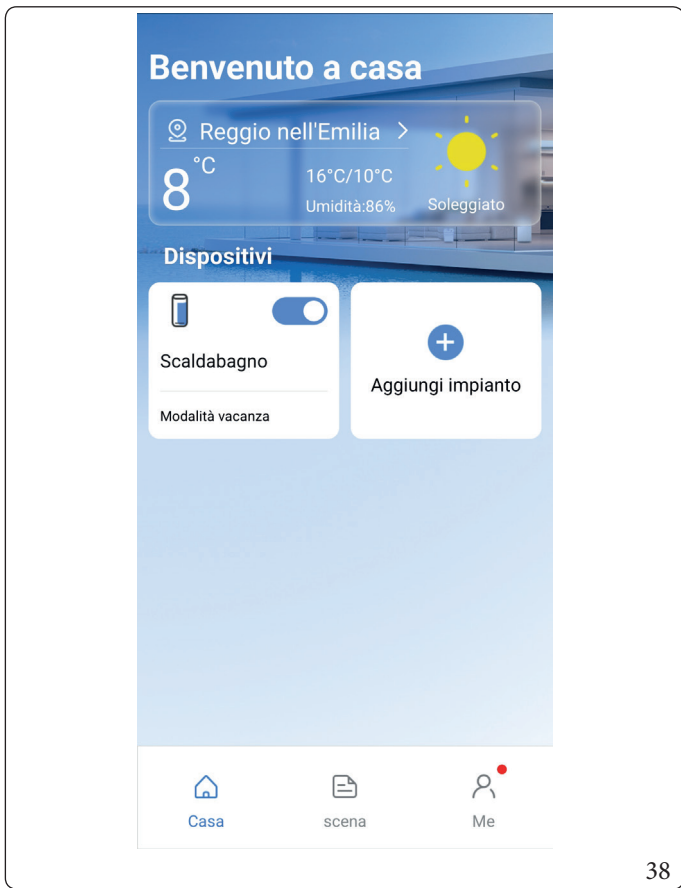 Benvenuto a casa
Reggio nell'Emilia >
8°C
16°C/10°C
Umidità:86%
Soleggiato
Dispositivi
Scaldabagno
Modalità vacanza
Aggiungi impianto
Casa
scena
Me
38